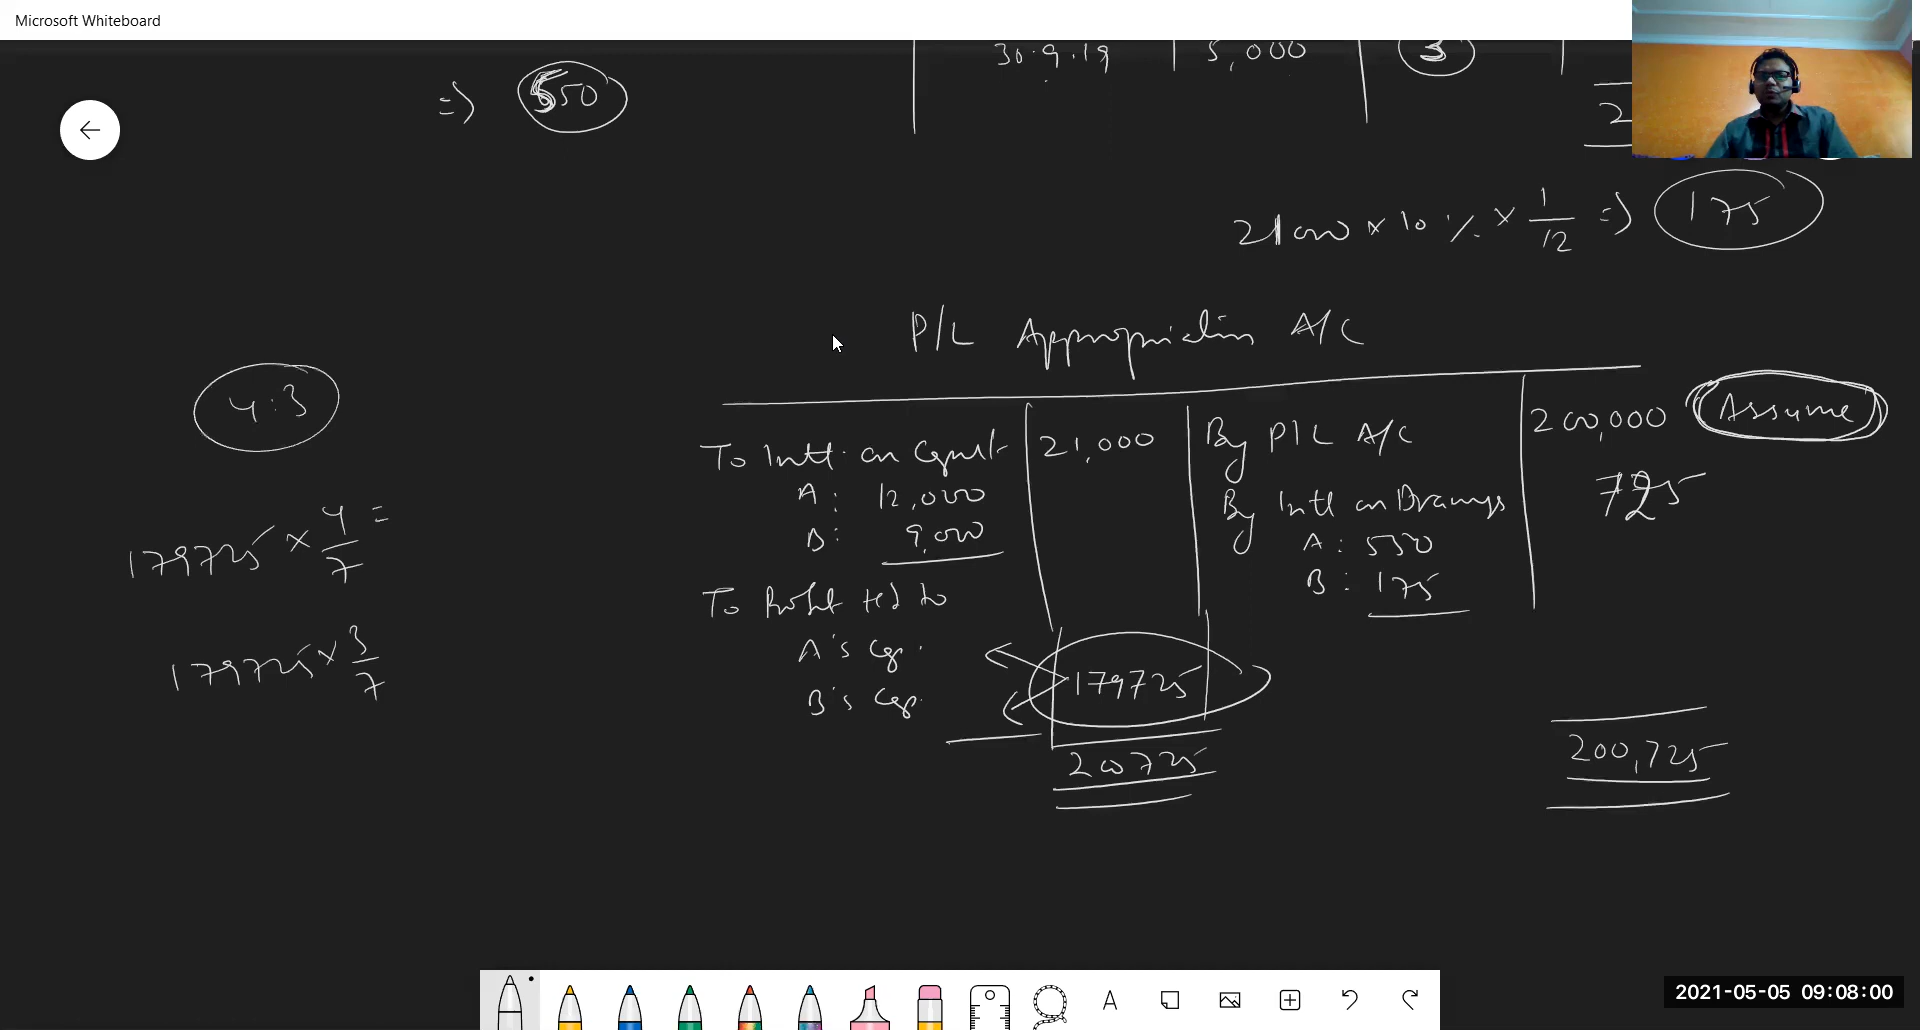 Microsoft Whiteboard
30.9.19 5,000 3
=> 550
2
21000 × 10 % × 1/12 => 175
P/L Appropriation A/C
4:3
To Intt. on Capital 21,000 By P/L A/C 200,000 Assume
A: 12,000 By Intt on Drawings 725
B: 9,000 A: 550
179725 × 4/7 =
B: 175
To Profit tfd to
A's Cap.
179725 × 3/7
179725
B's Cap.
200725 200,725
2021-05-05 09:08:00